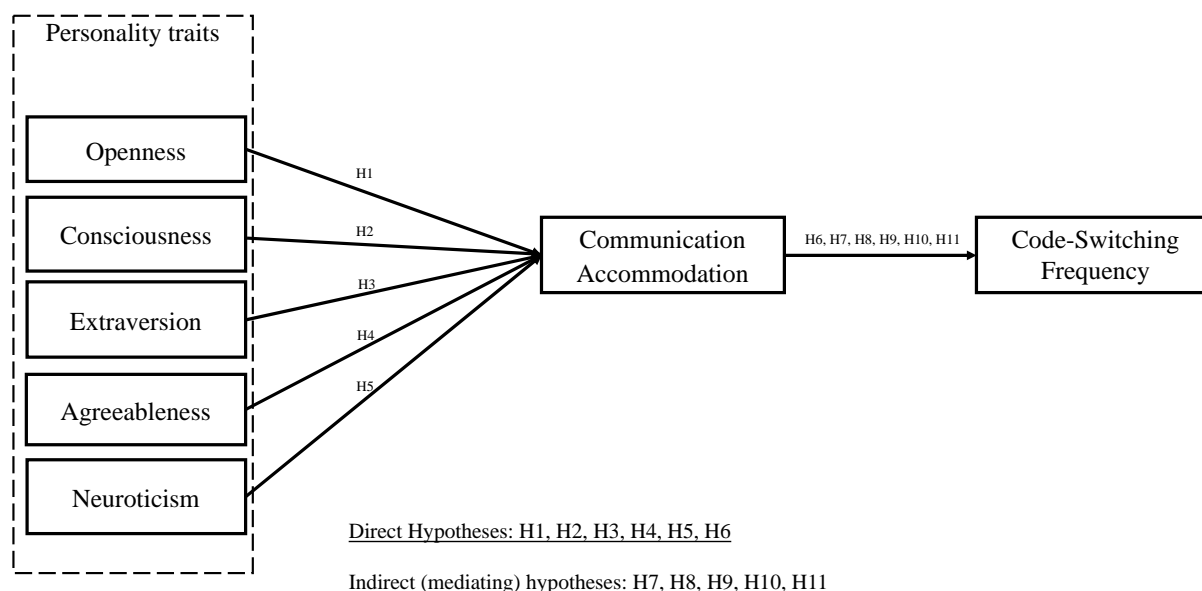 Personality traits
Openness
H1
Consciousness
H2
Communication
Accommodation
H6, H7, H8, H9, H10, H11
Code-Switching
Frequency
Extraversion
H3
H4
Agreeableness
H5
Neuroticism
Direct Hypotheses: H1, H2, H3, H4, H5, H6
Indirect (mediating) hypotheses: H7, H8, H9, H10, H11